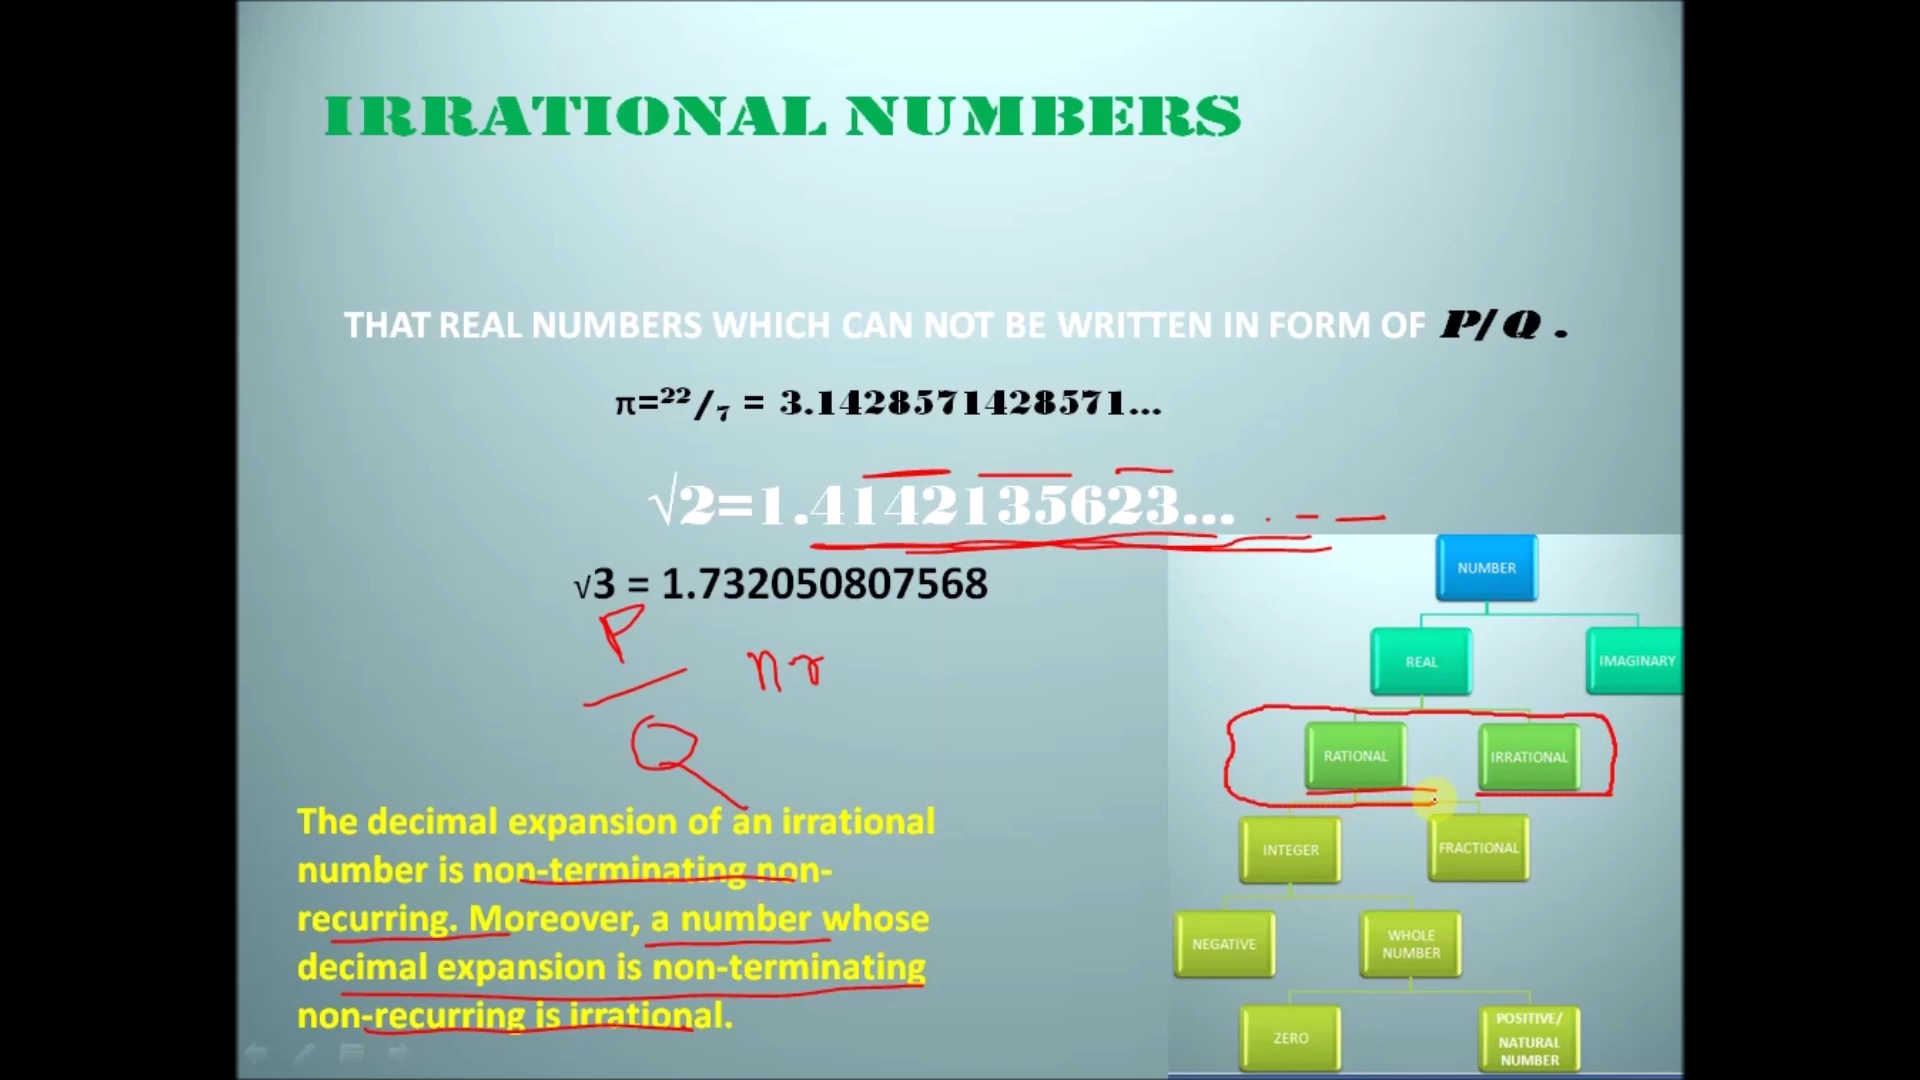 IRRATIONAL NUMBERS
THAT REAL NUMBERS WHICH CAN NOT BE WRITTEN IN FORM OF P/Q .
π=²²/₇ = 3.1428571428571...
√2=1.4142135623...
√3 = 1.732050807568
P
nr
Q
The decimal expansion of an irrational
number is non-terminating non-
recurring. Moreover, a number whose
decimal expansion is non-terminating
non-recurring is irrational.
NUMBER
REAL
IMAGINARY
RATIONAL
IRRATIONAL
INTEGER
FRACTIONAL
NEGATIVE
WHOLE
NUMBER
ZERO
POSITIVE/
NATURAL
NUMBER